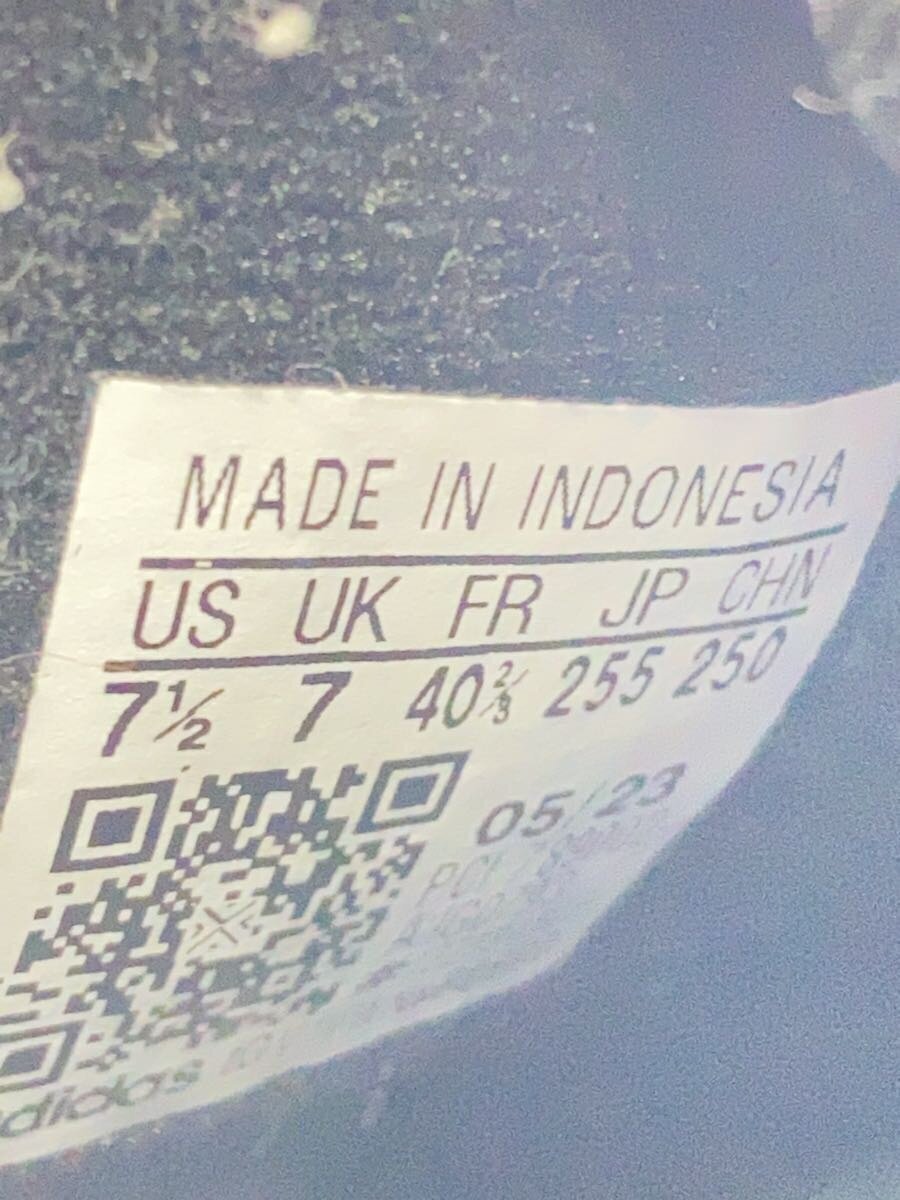 MADE IN INDONESIA
US UK FR JP CHN
7½ 7 40⅔ 255 250
05/23
adidas